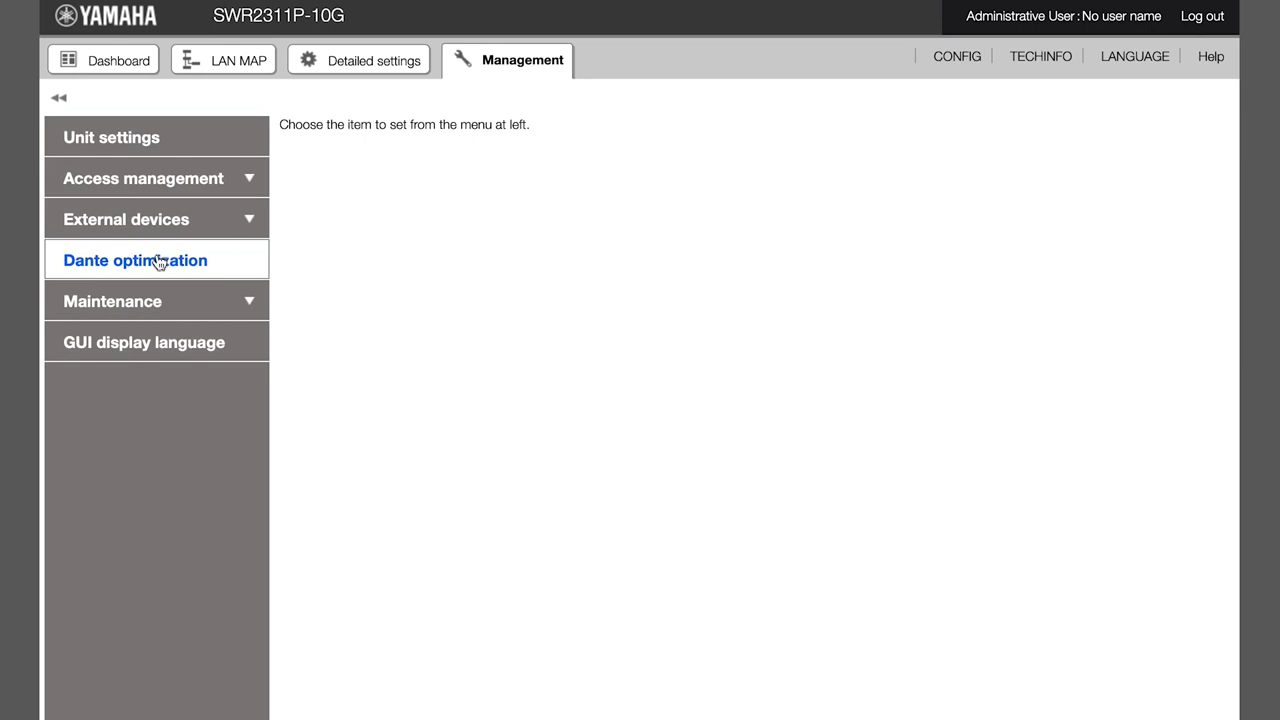 YAMAHA SWR2311P-10G Administrative User : No user name Log out
Dashboard LAN MAP Detailed settings Management CONFIG TECHINFO LANGUAGE Help
Choose the item to set from the menu at left.
Unit settings
Access management
External devices
Dante optimization
Maintenance
GUI display language